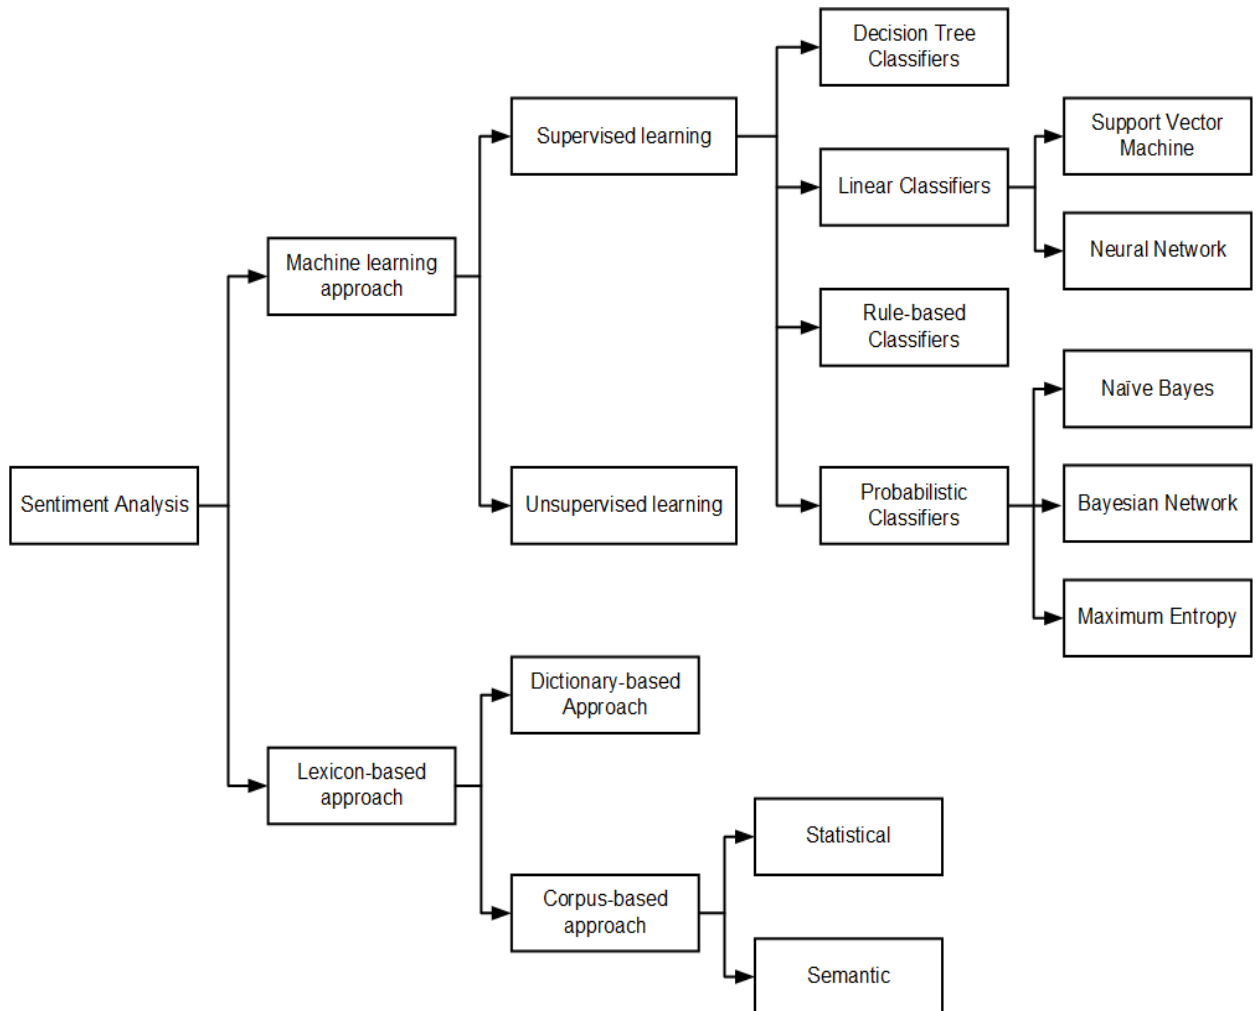 Decision Tree
Classifiers
Supervised learning
Support Vector
Machine
Linear Classifiers
Machine learning
approach
Neural Network
Rule-based
Classifiers
Naïve Bayes
Sentiment Analysis
Unsupervised learning
Probabilistic
Classifiers
Bayesian Network
Maximum Entropy
Dictionary-based
Approach
Lexicon-based
approach
Statistical
Corpus-based
approach
Semantic